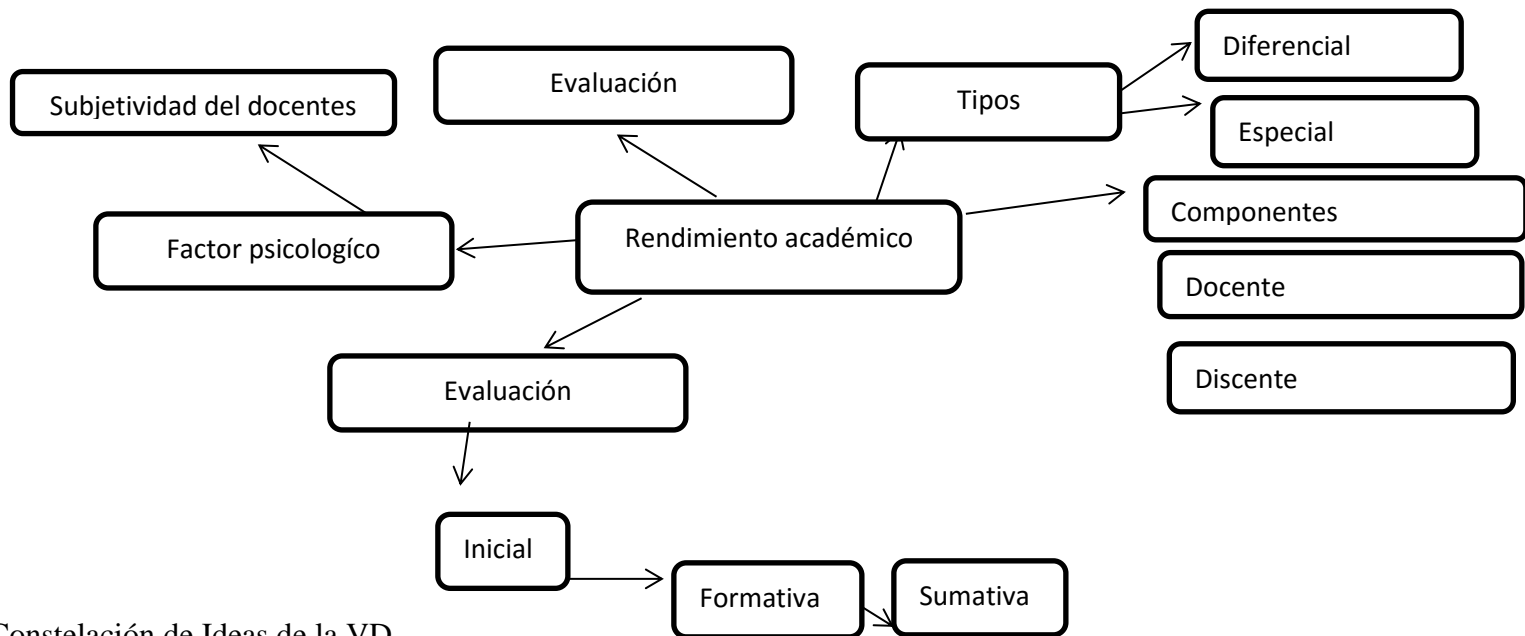 Diferencial
Evaluación
Tipos
Subjetividad del docentes
Especial
Componentes
Rendimiento académico
Factor psicologíco
Docente
Discente
Evaluación
Inicial
Formativa
Sumativa
Constelación de Ideas de la VD